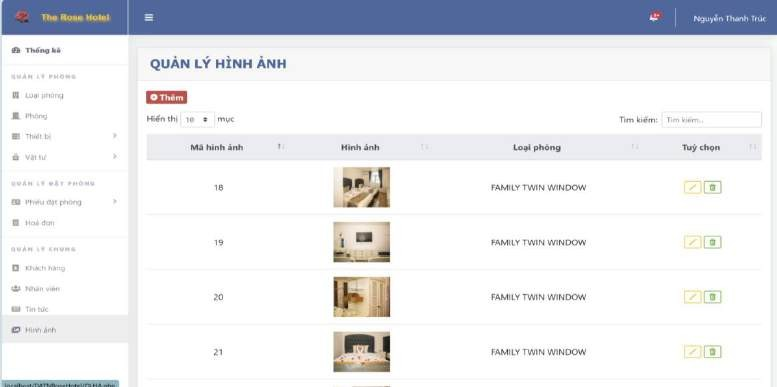 The Rose Hotel
Nguyễn Thanh Trúc
Thống kê
QUẢN LÝ PHÒNG
Loại phòng
Phòng
Thiết bị
Vật tư
QUẢN LÝ ĐẶT PHÒNG
Phiếu đặt phòng
Hoá đơn
QUẢN LÝ CHUNG
Khách hàng
Nhân viên
Tin tức
Hình ảnh
QUẢN LÝ HÌNH ẢNH
Thêm
Hiển thị 10 mục
Tìm kiếm: Tìm kiếm...
Mã hình ảnh Hình ảnh Loại phòng Tuỳ chọn
18 FAMILY TWIN WINDOW
19 FAMILY TWIN WINDOW
20 FAMILY TWIN WINDOW
21 FAMILY TWIN WINDOW